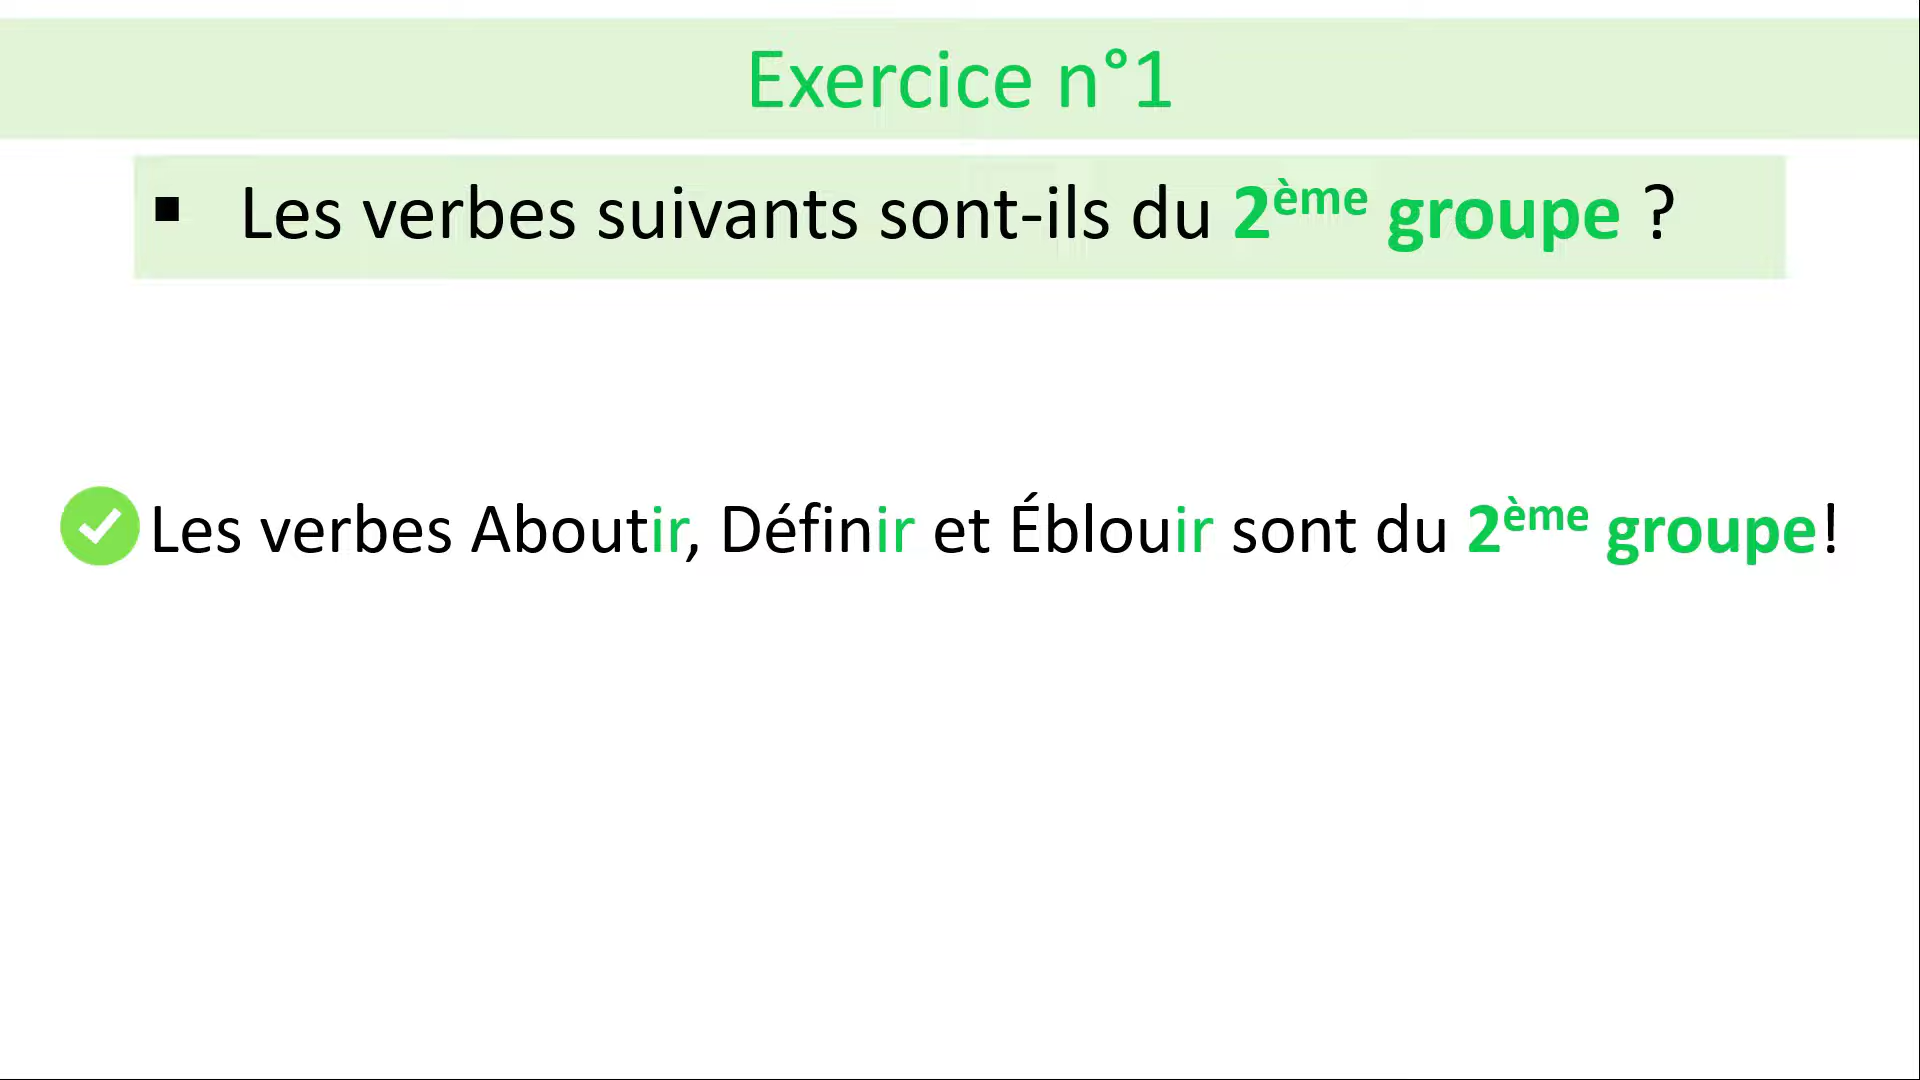 Exercice n°1
▪ Les verbes suivants sont-ils du 2ème groupe ?
Les verbes Aboutir, Définir et Éblouir sont du 2ème groupe!